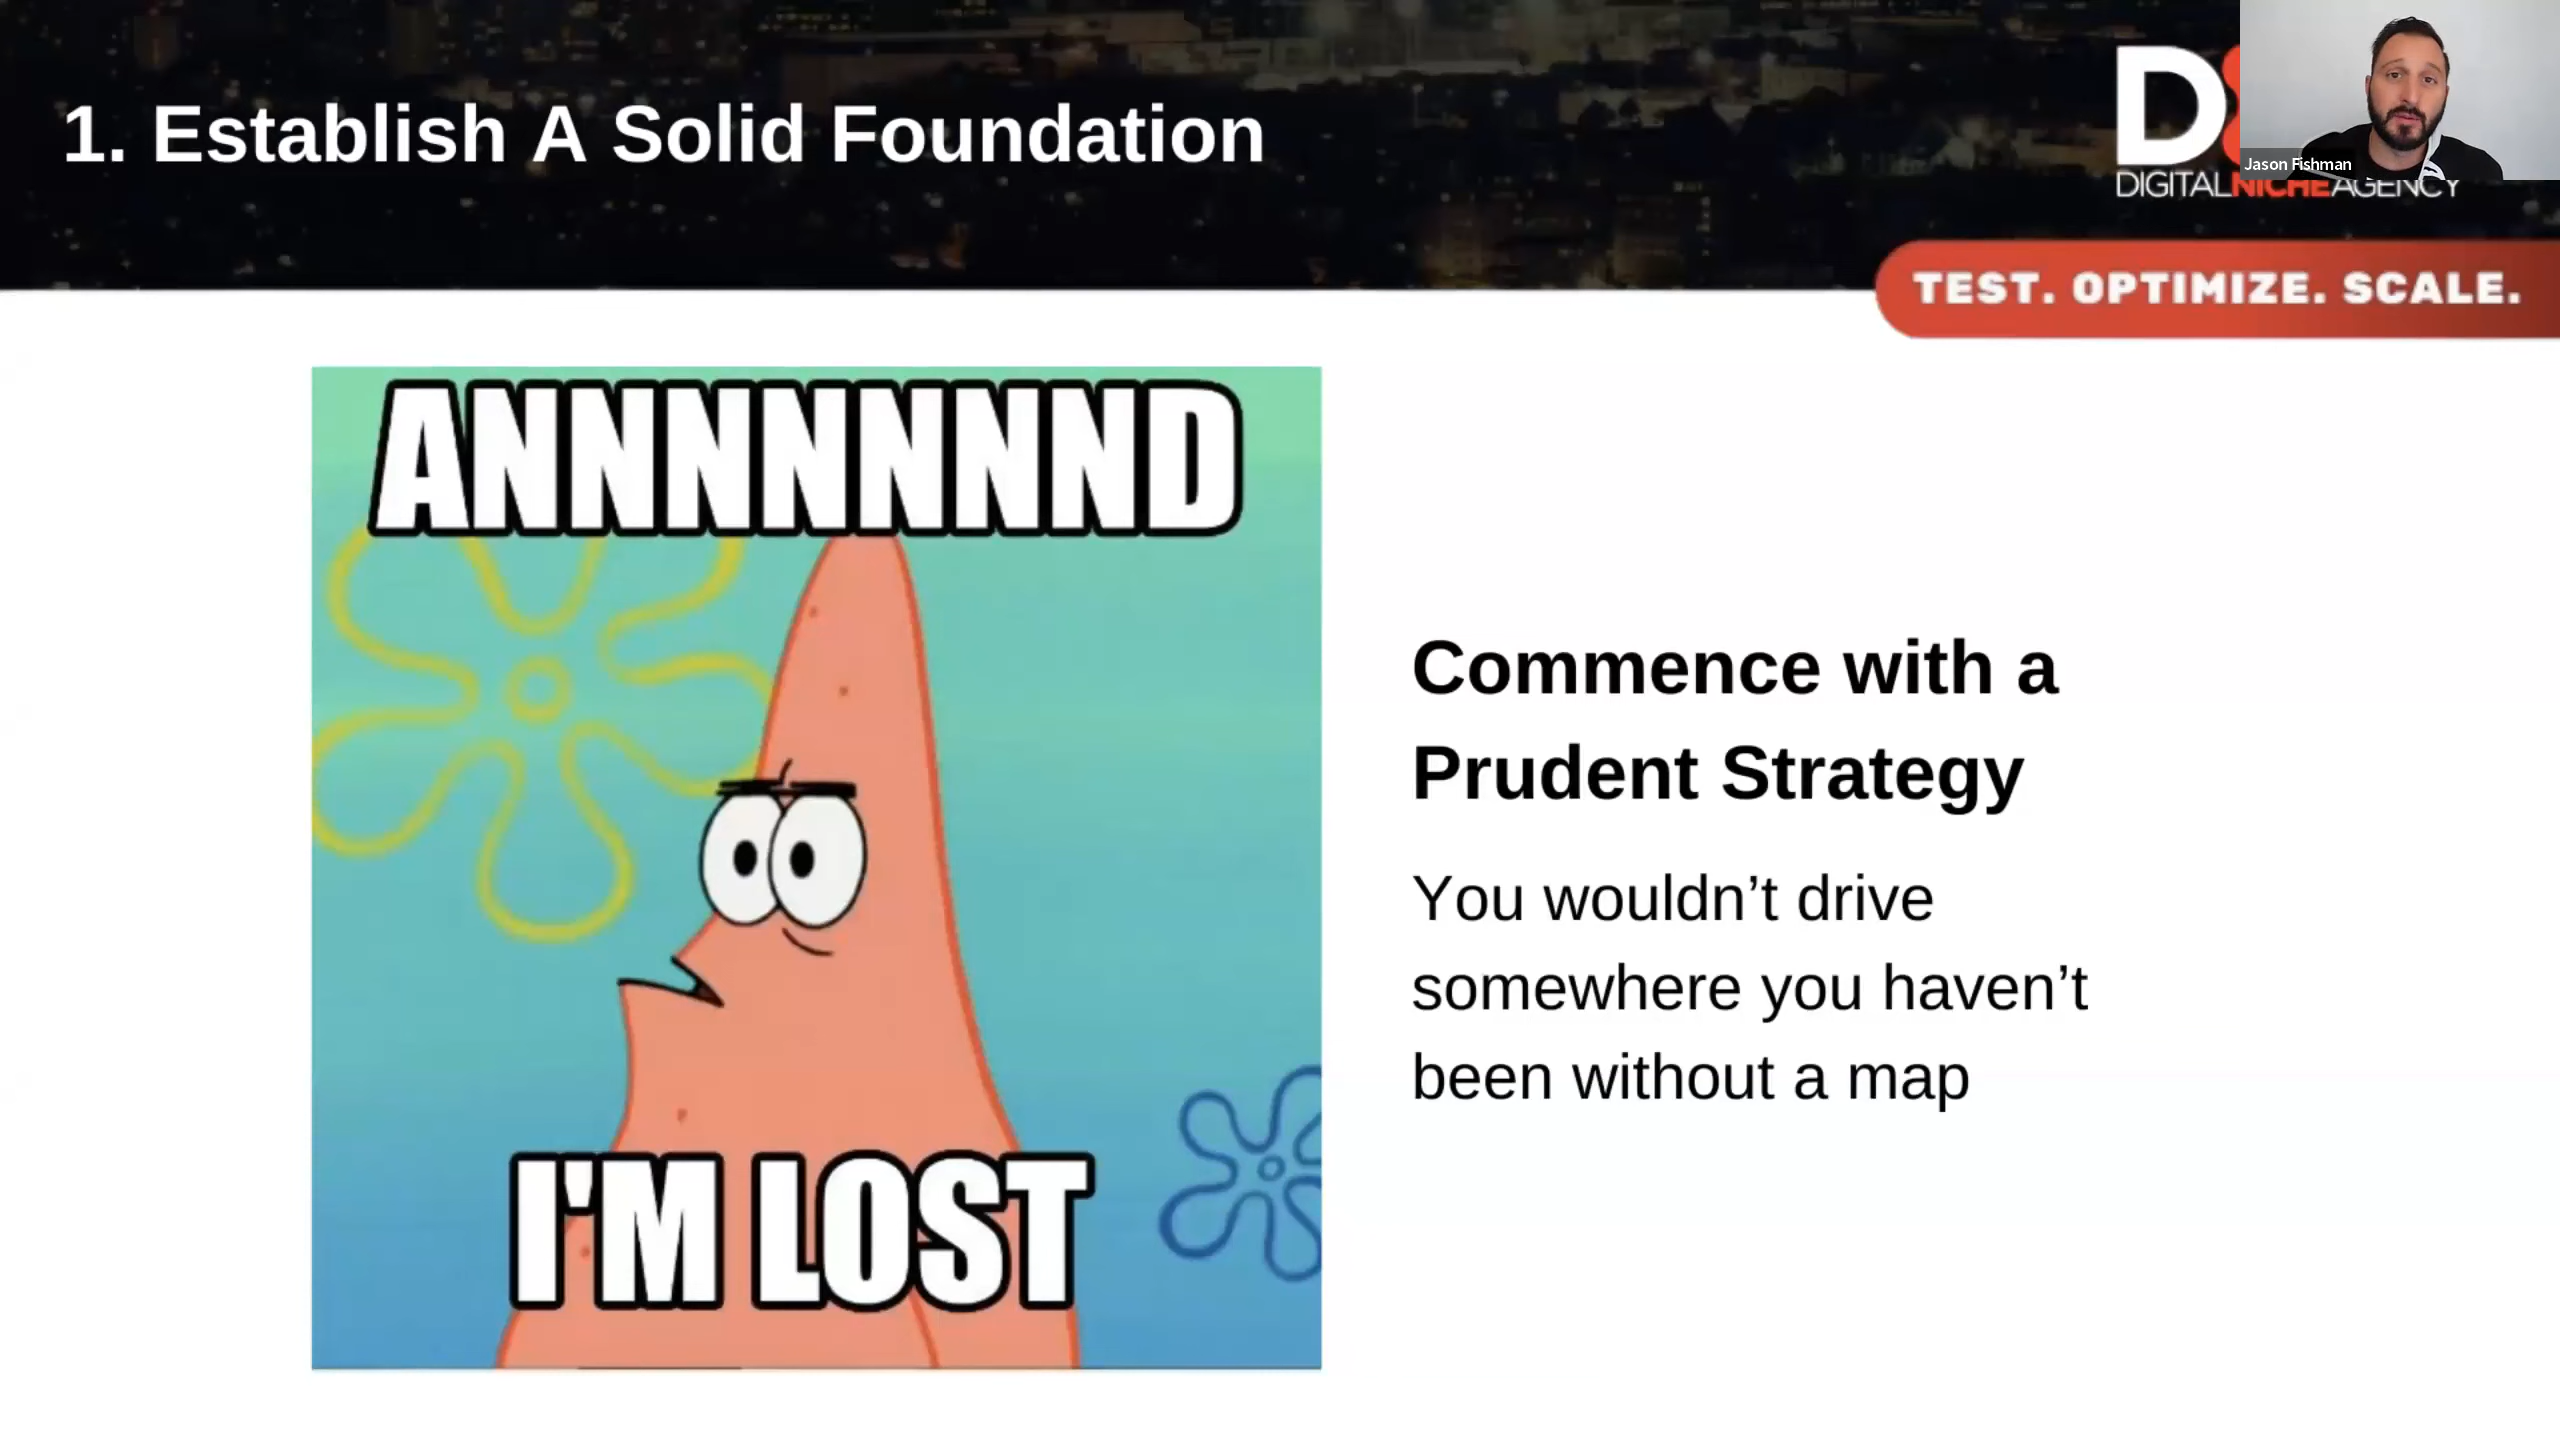 1. Establish A Solid Foundation
D
Jason Fishman
DIGITALNICHEAGENCY
TEST. OPTIMIZE. SCALE.
ANNNNNNND
I'M LOST
Commence with a
Prudent Strategy
You wouldn’t drive
somewhere you haven’t
been without a map